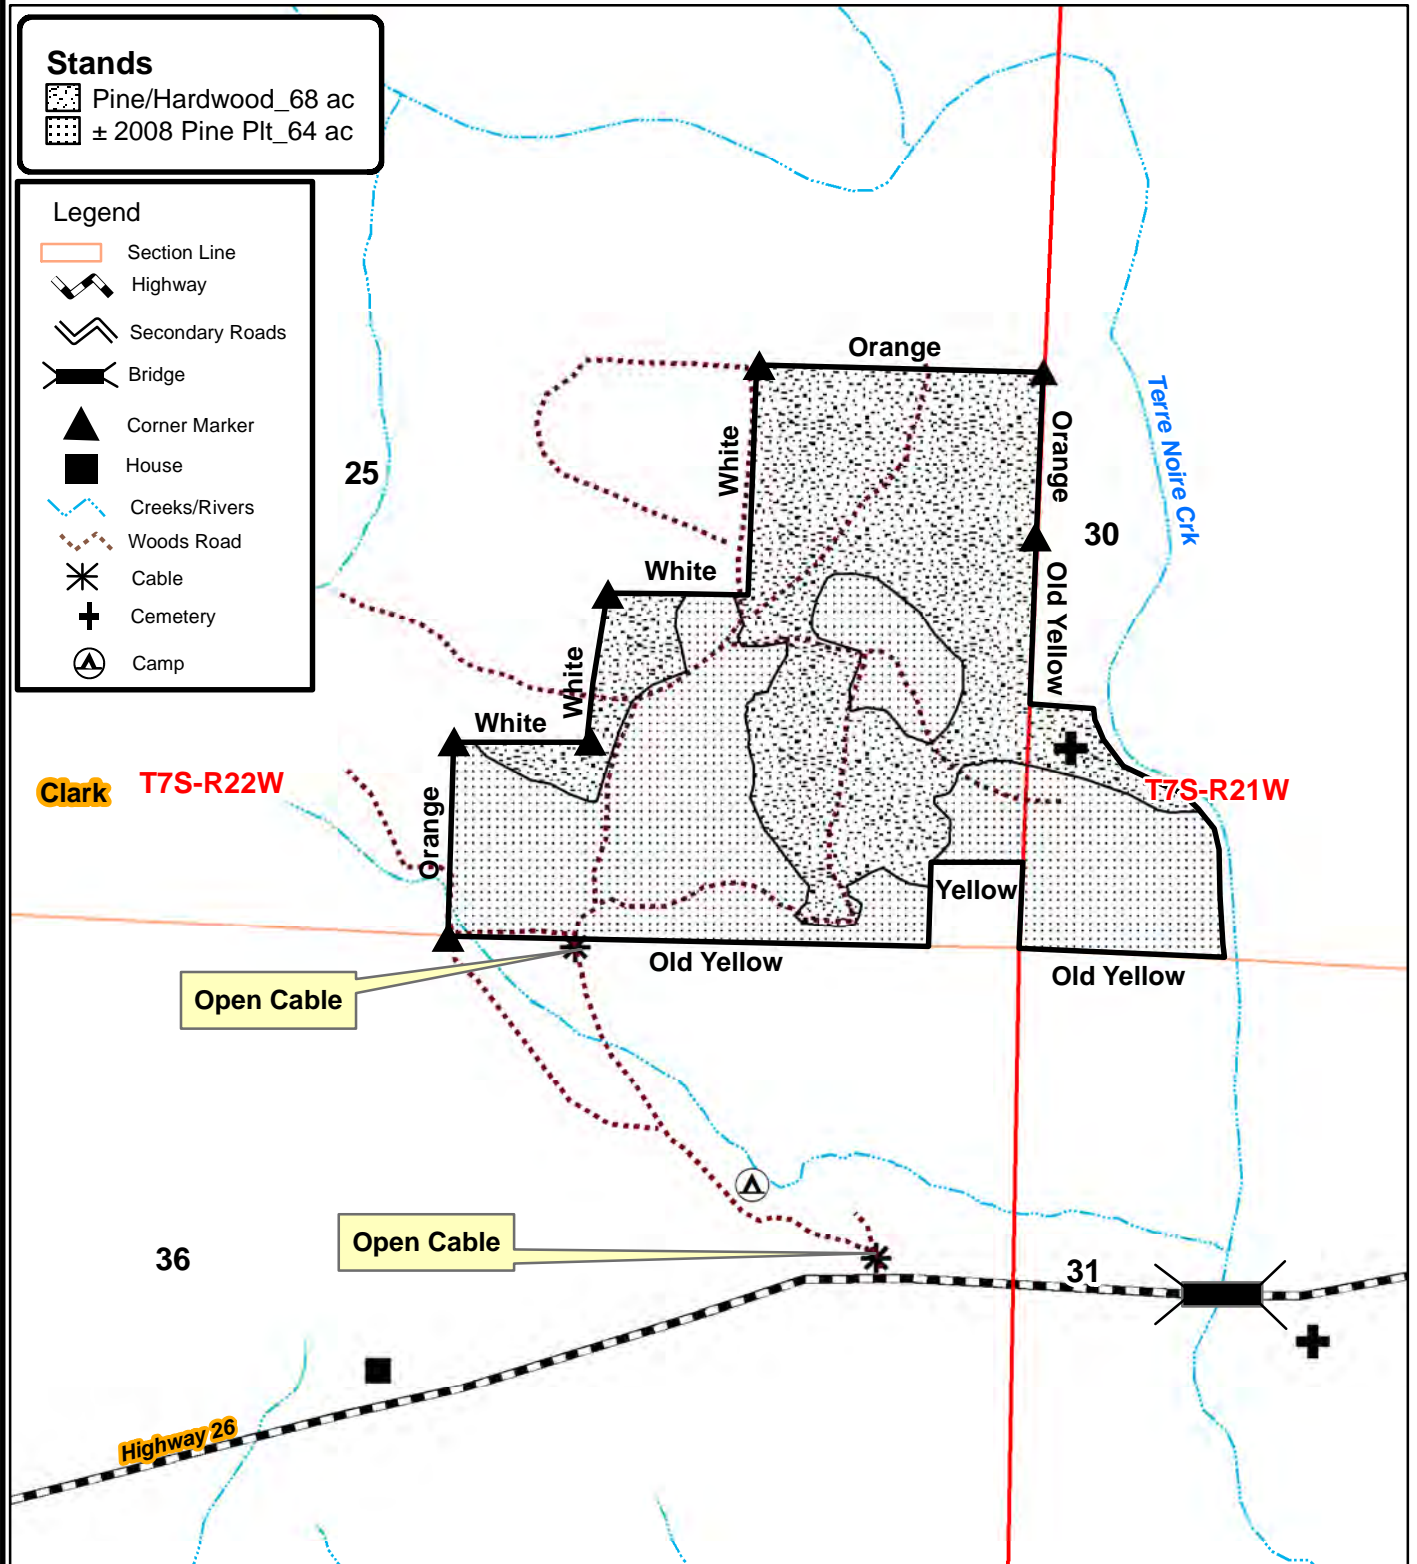 Stands
Pine/Hardwood_68 ac
± 2008 Pine Plt_64 ac
Legend
Section Line
Highway
Secondary Roads
Bridge
Corner Marker
House
Creeks/Rivers
Woods Road
Cable
Cemetery
Camp
Orange
White
Orange
Terre Noire Crk
25
30
White
Old Yellow
White
White
Clark
T7S-R22W
T7S-R21W
Orange
Yellow
Old Yellow
Old Yellow
Open Cable
Open Cable
36
31
Highway 26